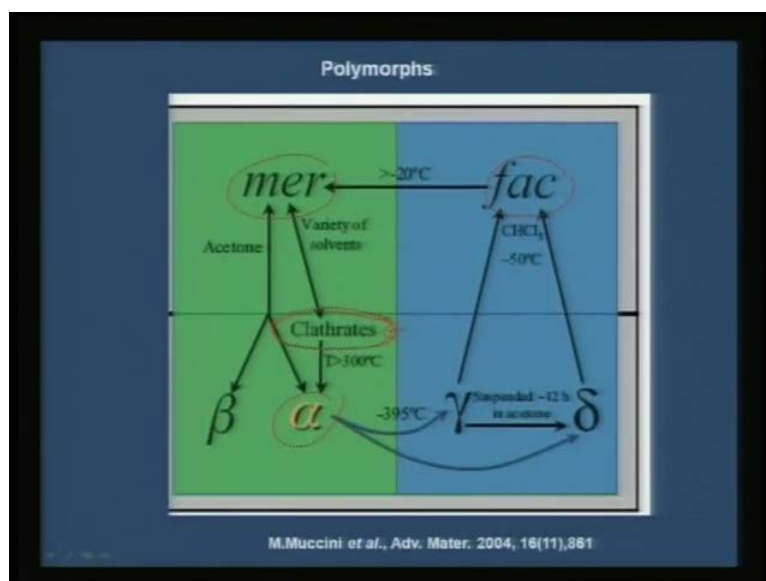 Polymorphs
mer
>-20°C
fac
Acetone
Variety of
solvents
CHCl3
-50°C
Clathrates
T>300°C
β
α
-395°C
γ
Suspended ~12 h
in acetone
δ
M.Muccini et al., Adv. Mater. 2004, 16(11),861